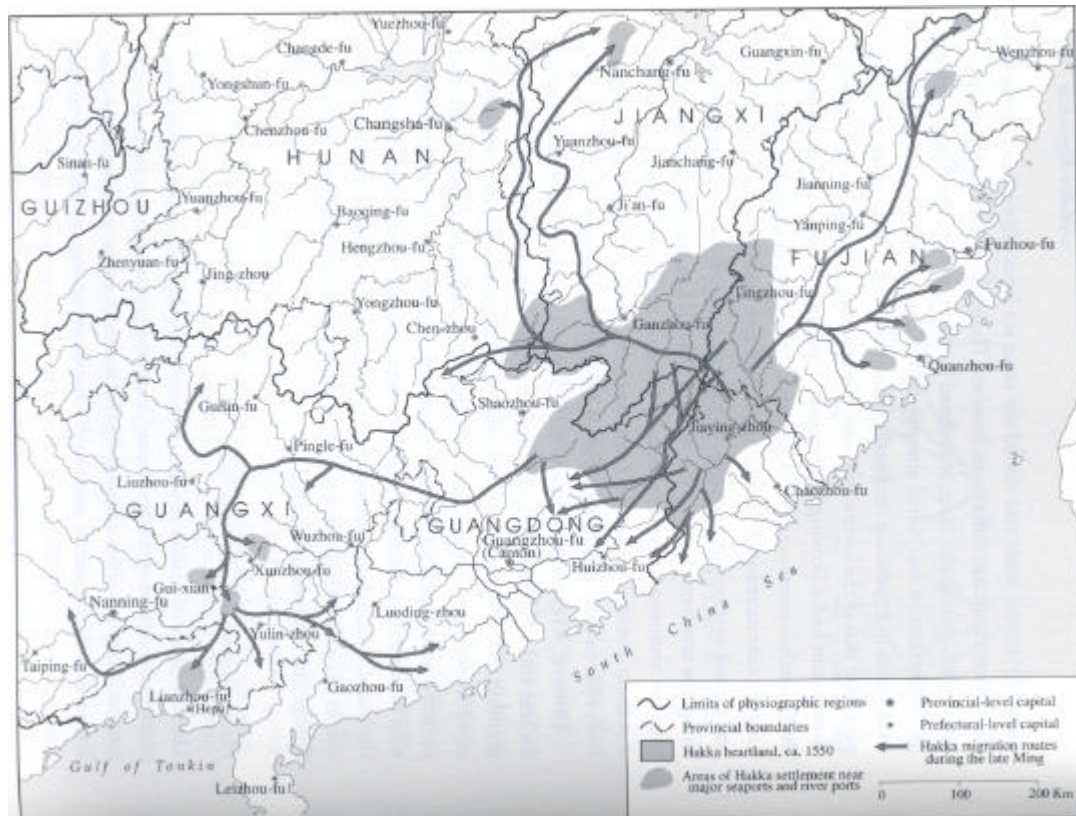 Yuezhou-fu
Changde-fu
Guangxin-fu
Wenzhou-fu
Nanchang-fu
Yongshun-fu
JIANGXI
Chenzhou-fu
Changsha-fu
HUNAN
Yuanzhou-fu
Jianchang-fu
Sinan-fu
Jianning-fu
GUIZHOU
Yuanzhou-fu
Ji'an-fu
Baoqing-fu
Yanping-fu
Hengzhou-fu
Fuzhou-fu
Zhenyuan-fu
FUJIAN
Jing-zhou
Tingzhou-fu
Yongzhou-fu
Ganzhou-fu
Chen-zhou
Quanzhou-fu
Guilin-fu
Shaozhou-fu
Jiaying-zhou
Pingle-fu
Liuzhou-fu
Chaozhou-fu
GUANGXI
GUANGDONG
Wuzhou-fu
Guangzhou-fu
(Canton)
Huizhou-fu
Xunzhou-fu
Gui-xian
Nanning-fu
Luoding-zhou
Yulin-zhou
South China Sea
Taiping-fu
Gaozhou-fu
Lianzhou-fu
Hepu
Gulf of Tonkin
Leizhou-fu
Limits of physiographic regions
Provincial boundaries
Hakka heartland, ca. 1550
Areas of Hakka settlement near
major seaports and river ports
Provincial-level capital
Prefectural-level capital
Hakka migration routes
during the late Ming
0 100 200 Km